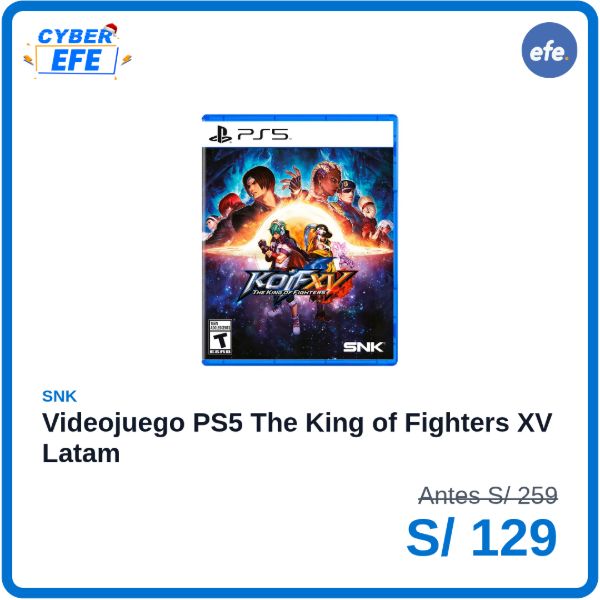 CYBER
EFE
efe.
PS5
KOFXV
THE KING OF FIGHTERS
T
ESRB
SNK
SNK
Videojuego PS5 The King of Fighters XV
Latam
Antes S/ 259
S/ 129